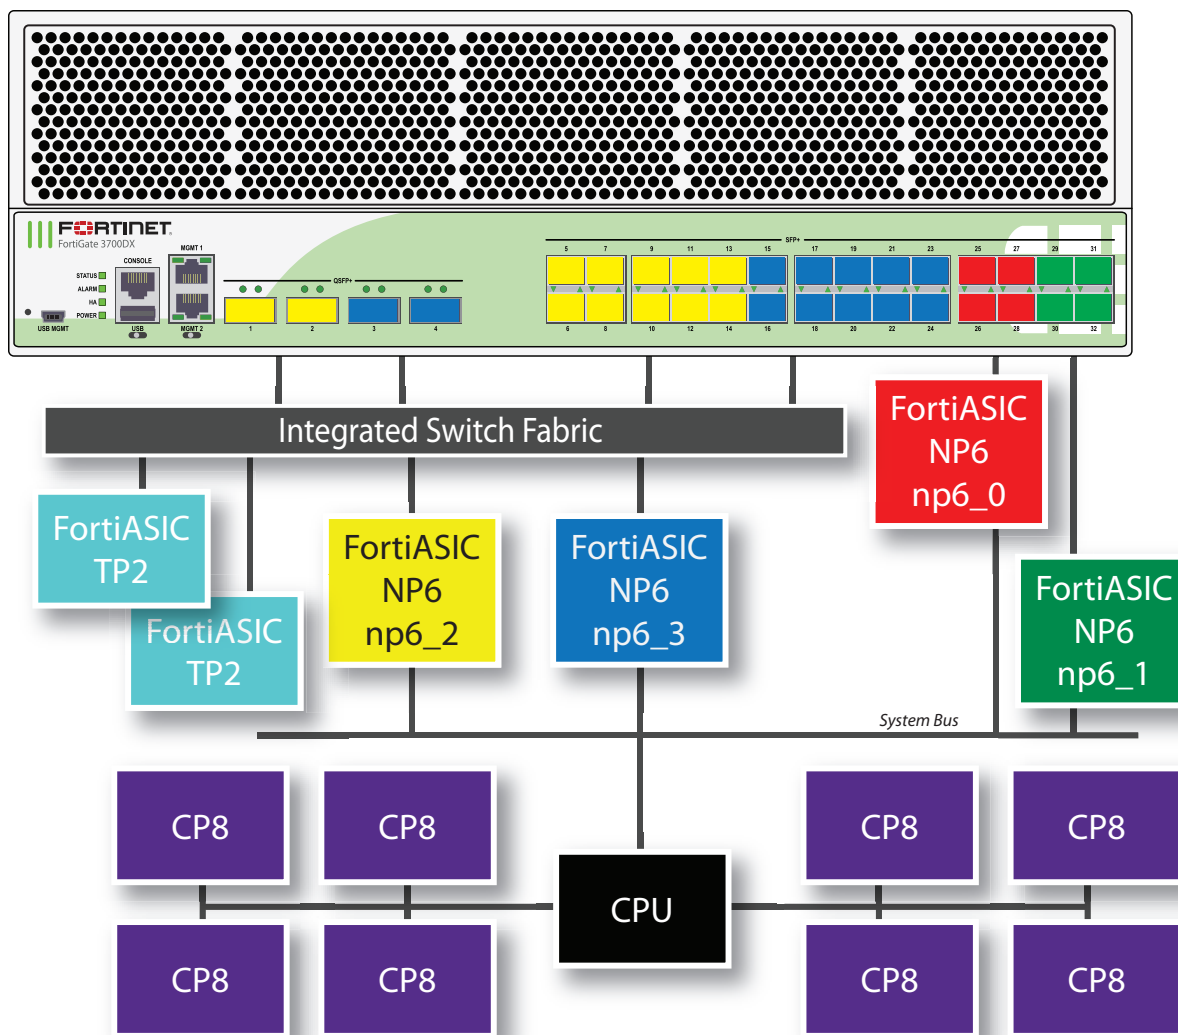 FORTINET
FortiGate 3700DX
STATUS
ALARM
HA
POWER
USB MGMT
CONSOLE
USB
MGMT 1
MGMT 2
QSFP+
1 2 3 4
SFP+
5 7 9 11 13 15 17 19 21 23 25 27 29 31
6 8 10 12 14 16 18 20 22 24 26 28 30 32
Integrated Switch Fabric
FortiASIC
NP6
np6_0
FortiASIC
TP2
FortiASIC
TP2
FortiASIC
NP6
np6_2
FortiASIC
NP6
np6_3
FortiASIC
NP6
np6_1
System Bus
CP8 CP8 CP8 CP8
CPU
CP8 CP8 CP8 CP8